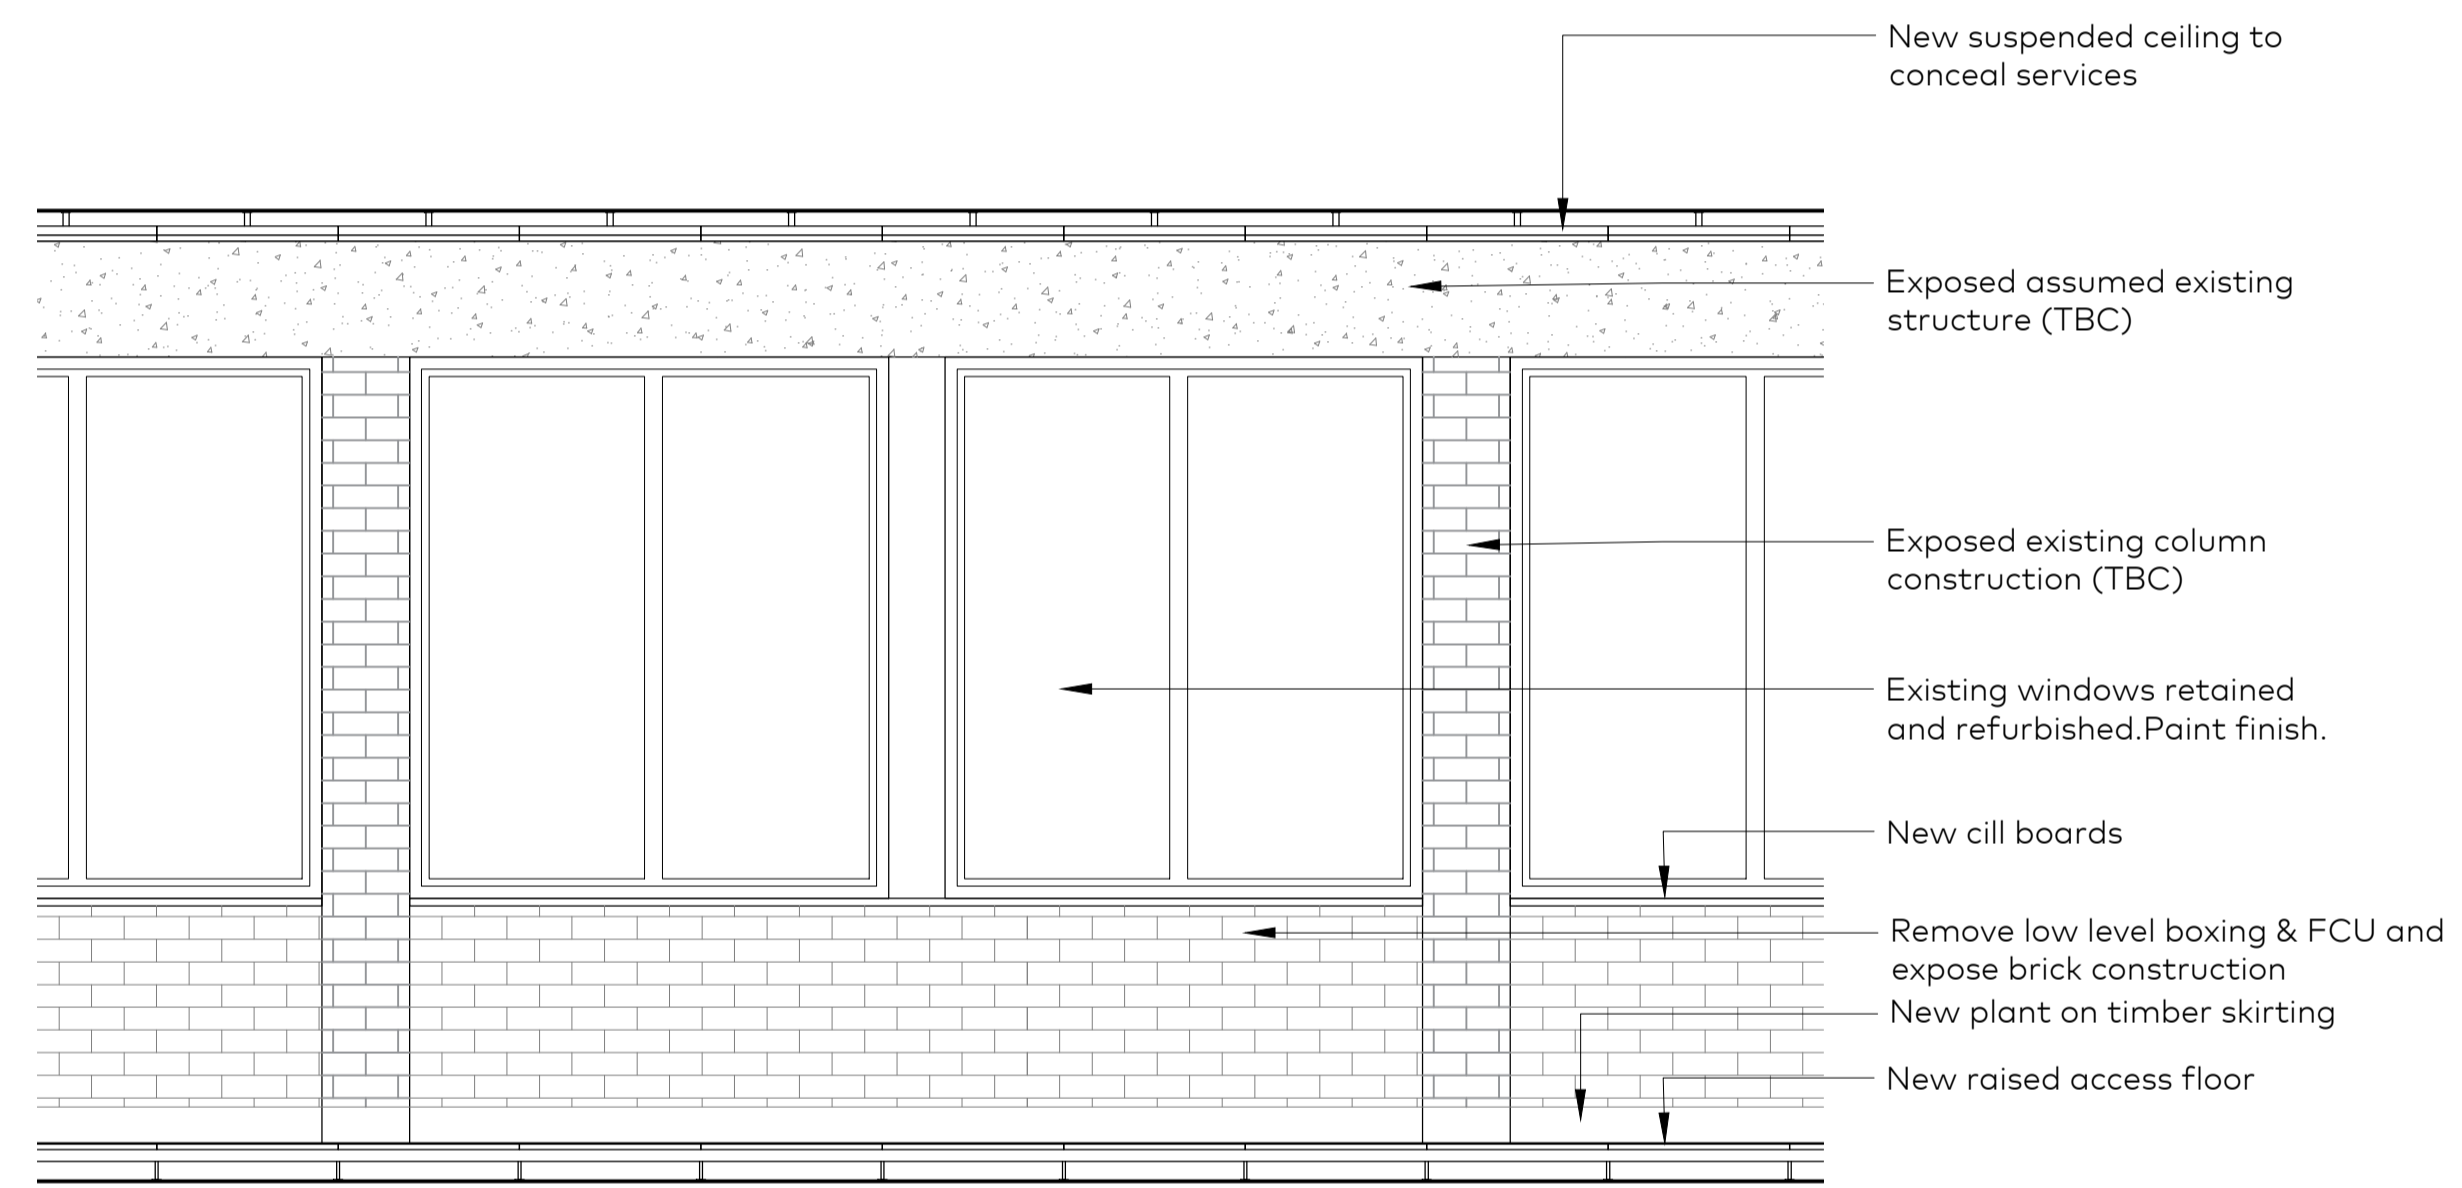 New suspended ceiling to
conceal services
Exposed assumed existing
structure (TBC)
Exposed existing column
construction (TBC)
Existing windows retained
and refurbished.Paint finish.
New cill boards
Remove low level boxing & FCU and
expose brick construction
New plant on timber skirting
New raised access floor